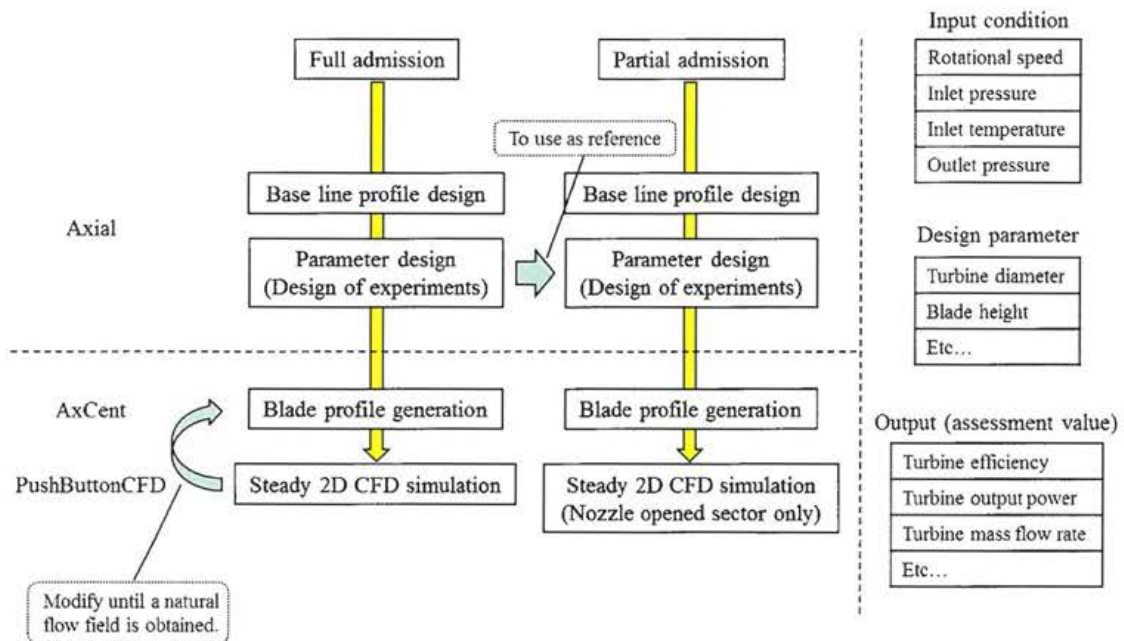 Full admission
Partial admission
To use as reference
Base line profile design
Base line profile design
Axial
Parameter design
(Design of experiments)
Parameter design
(Design of experiments)
AxCent
Blade profile generation
Blade profile generation
PushButtonCFD
Steady 2D CFD simulation
Steady 2D CFD simulation
(Nozzle opened sector only)
Modify until a natural
flow field is obtained.
Input condition
Rotational speed
Inlet pressure
Inlet temperature
Outlet pressure
Design parameter
Turbine diameter
Blade height
Etc...
Output (assessment value)
Turbine efficiency
Turbine output power
Turbine mass flow rate
Etc...